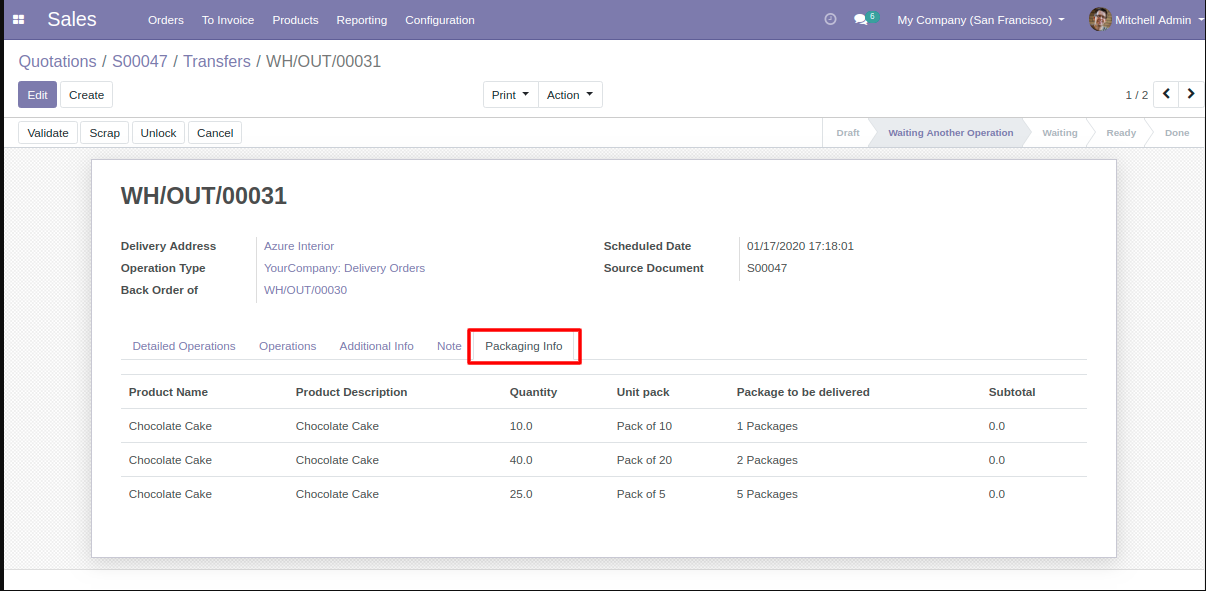 Sales Orders To Invoice Products Reporting Configuration 6 My Company (San Francisco) Mitchell Admin
Quotations / S00047 / Transfers / WH/OUT/00031
Edit Create Print Action 1 / 2
Validate Scrap Unlock Cancel Draft Waiting Another Operation Waiting Ready Done
WH/OUT/00031
Delivery Address Azure Interior Scheduled Date 01/17/2020 17:18:01
Operation Type YourCompany: Delivery Orders Source Document S00047
Back Order of WH/OUT/00030
Detailed Operations Operations Additional Info Note Packaging Info
Product Name Product Description Quantity Unit pack Package to be delivered Subtotal
Chocolate Cake Chocolate Cake 10.0 Pack of 10 1 Packages 0.0
Chocolate Cake Chocolate Cake 40.0 Pack of 20 2 Packages 0.0
Chocolate Cake Chocolate Cake 25.0 Pack of 5 5 Packages 0.0